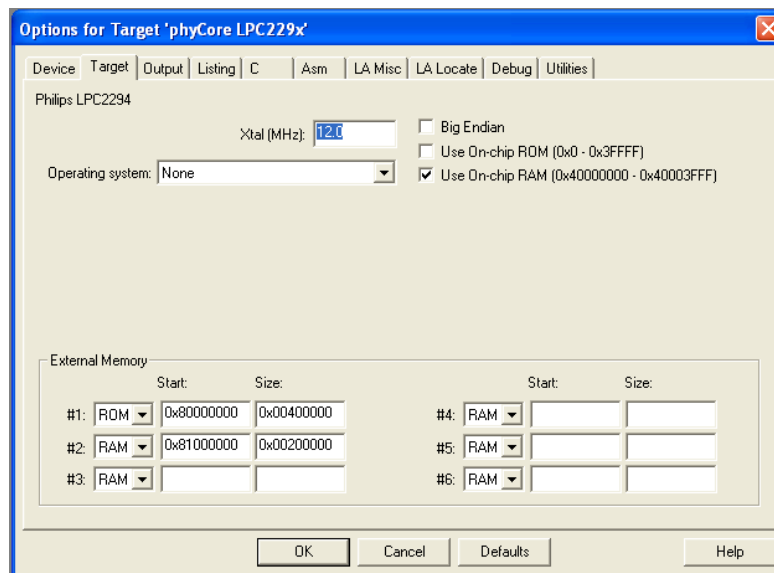 Options for Target 'phyCore LPC229x'
Device Target Output Listing C Asm LA Misc LA Locate Debug Utilities
Philips LPC2294
Xtal (MHz): 12.0
Big Endian
Use On-chip ROM (0x0 - 0x3FFFF)
Operating system: None
Use On-chip RAM (0x40000000 - 0x40003FFF)
External Memory
Start: Size: Start: Size:
#1: ROM 0x80000000 0x00400000 #4: RAM
#2: RAM 0x81000000 0x00200000 #5: RAM
#3: RAM #6: RAM
OK Cancel Defaults Help